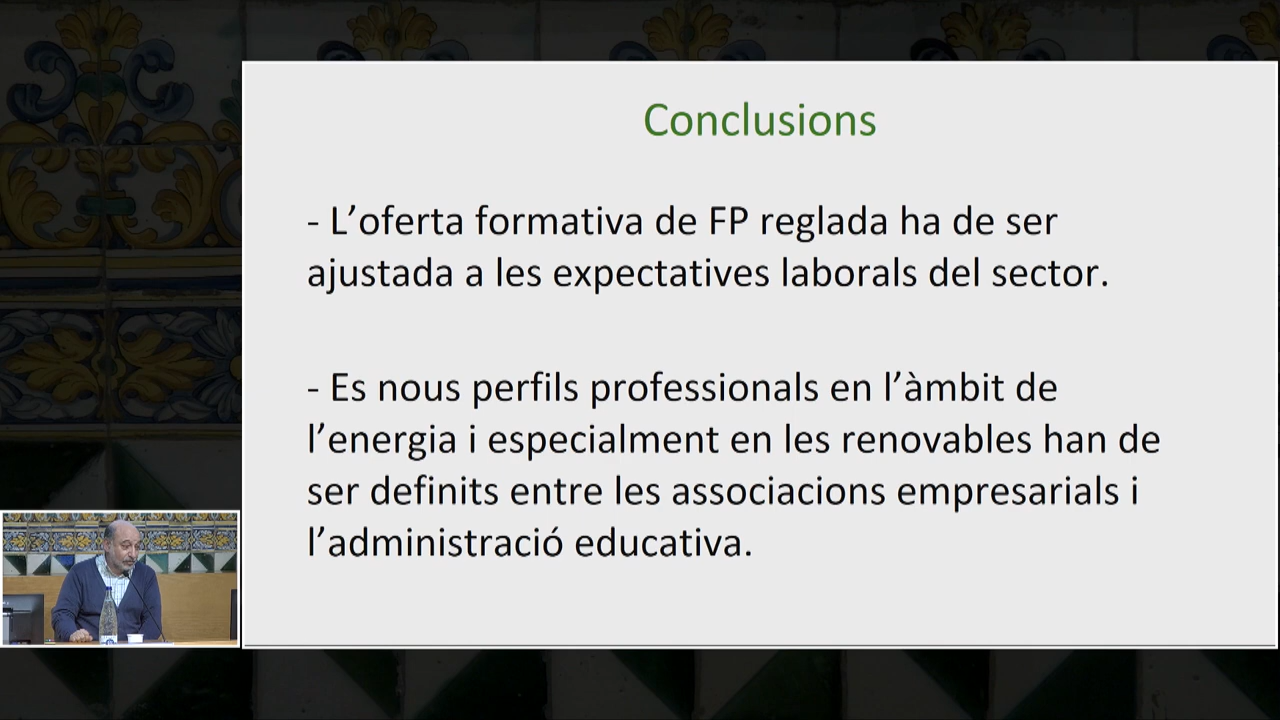 Conclusions
- L’oferta formativa de FP reglada ha de ser
ajustada a les expectatives laborals del sector.
- Es nous perfils professionals en l’àmbit de
l’energia i especialment en les renovables han de
ser definits entre les associacions empresarials i
l’administració educativa.